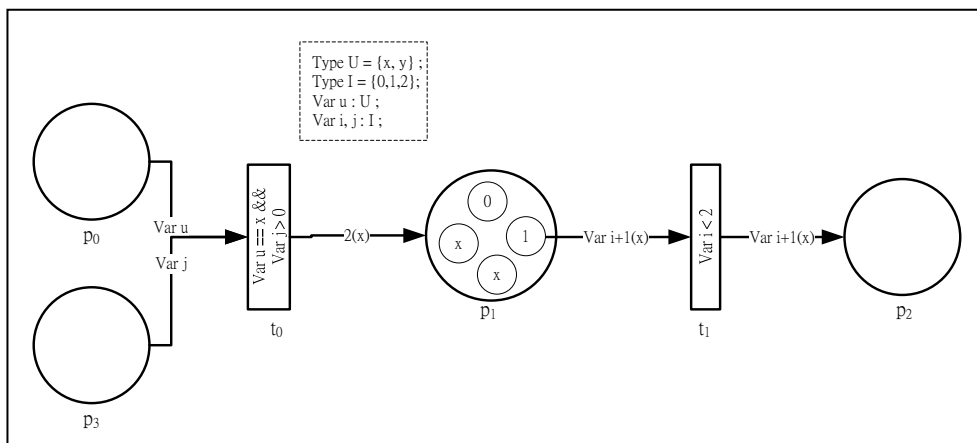 Type U = {x, y} ;
Type I = {0,1,2};
Var u : U ;
Var i, j : I ;
p0
Var u
Var j
p3
Var u == x &&
Var j > 0
t0
2(x)
0
x
1
x
p1
Var i+1(x)
Var i < 2
t1
Var i+1(x)
p2